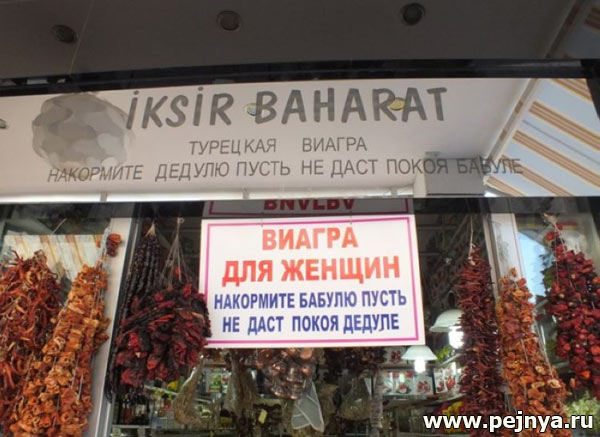 İKSİR BAHARAT
ТУРЕЦКАЯ ВИАГРА
НАКОРМИТЕ ДЕДУЛЮ ПУСТЬ НЕ ДАСТ ПОКОЯ БАБУЛЕ
ВИАГРА
ДЛЯ ЖЕНЩИН
НАКОРМИТЕ БАБУЛЮ ПУСТЬ
НЕ ДАСТ ПОКОЯ ДЕДУЛЕ
www.pejnya.ru